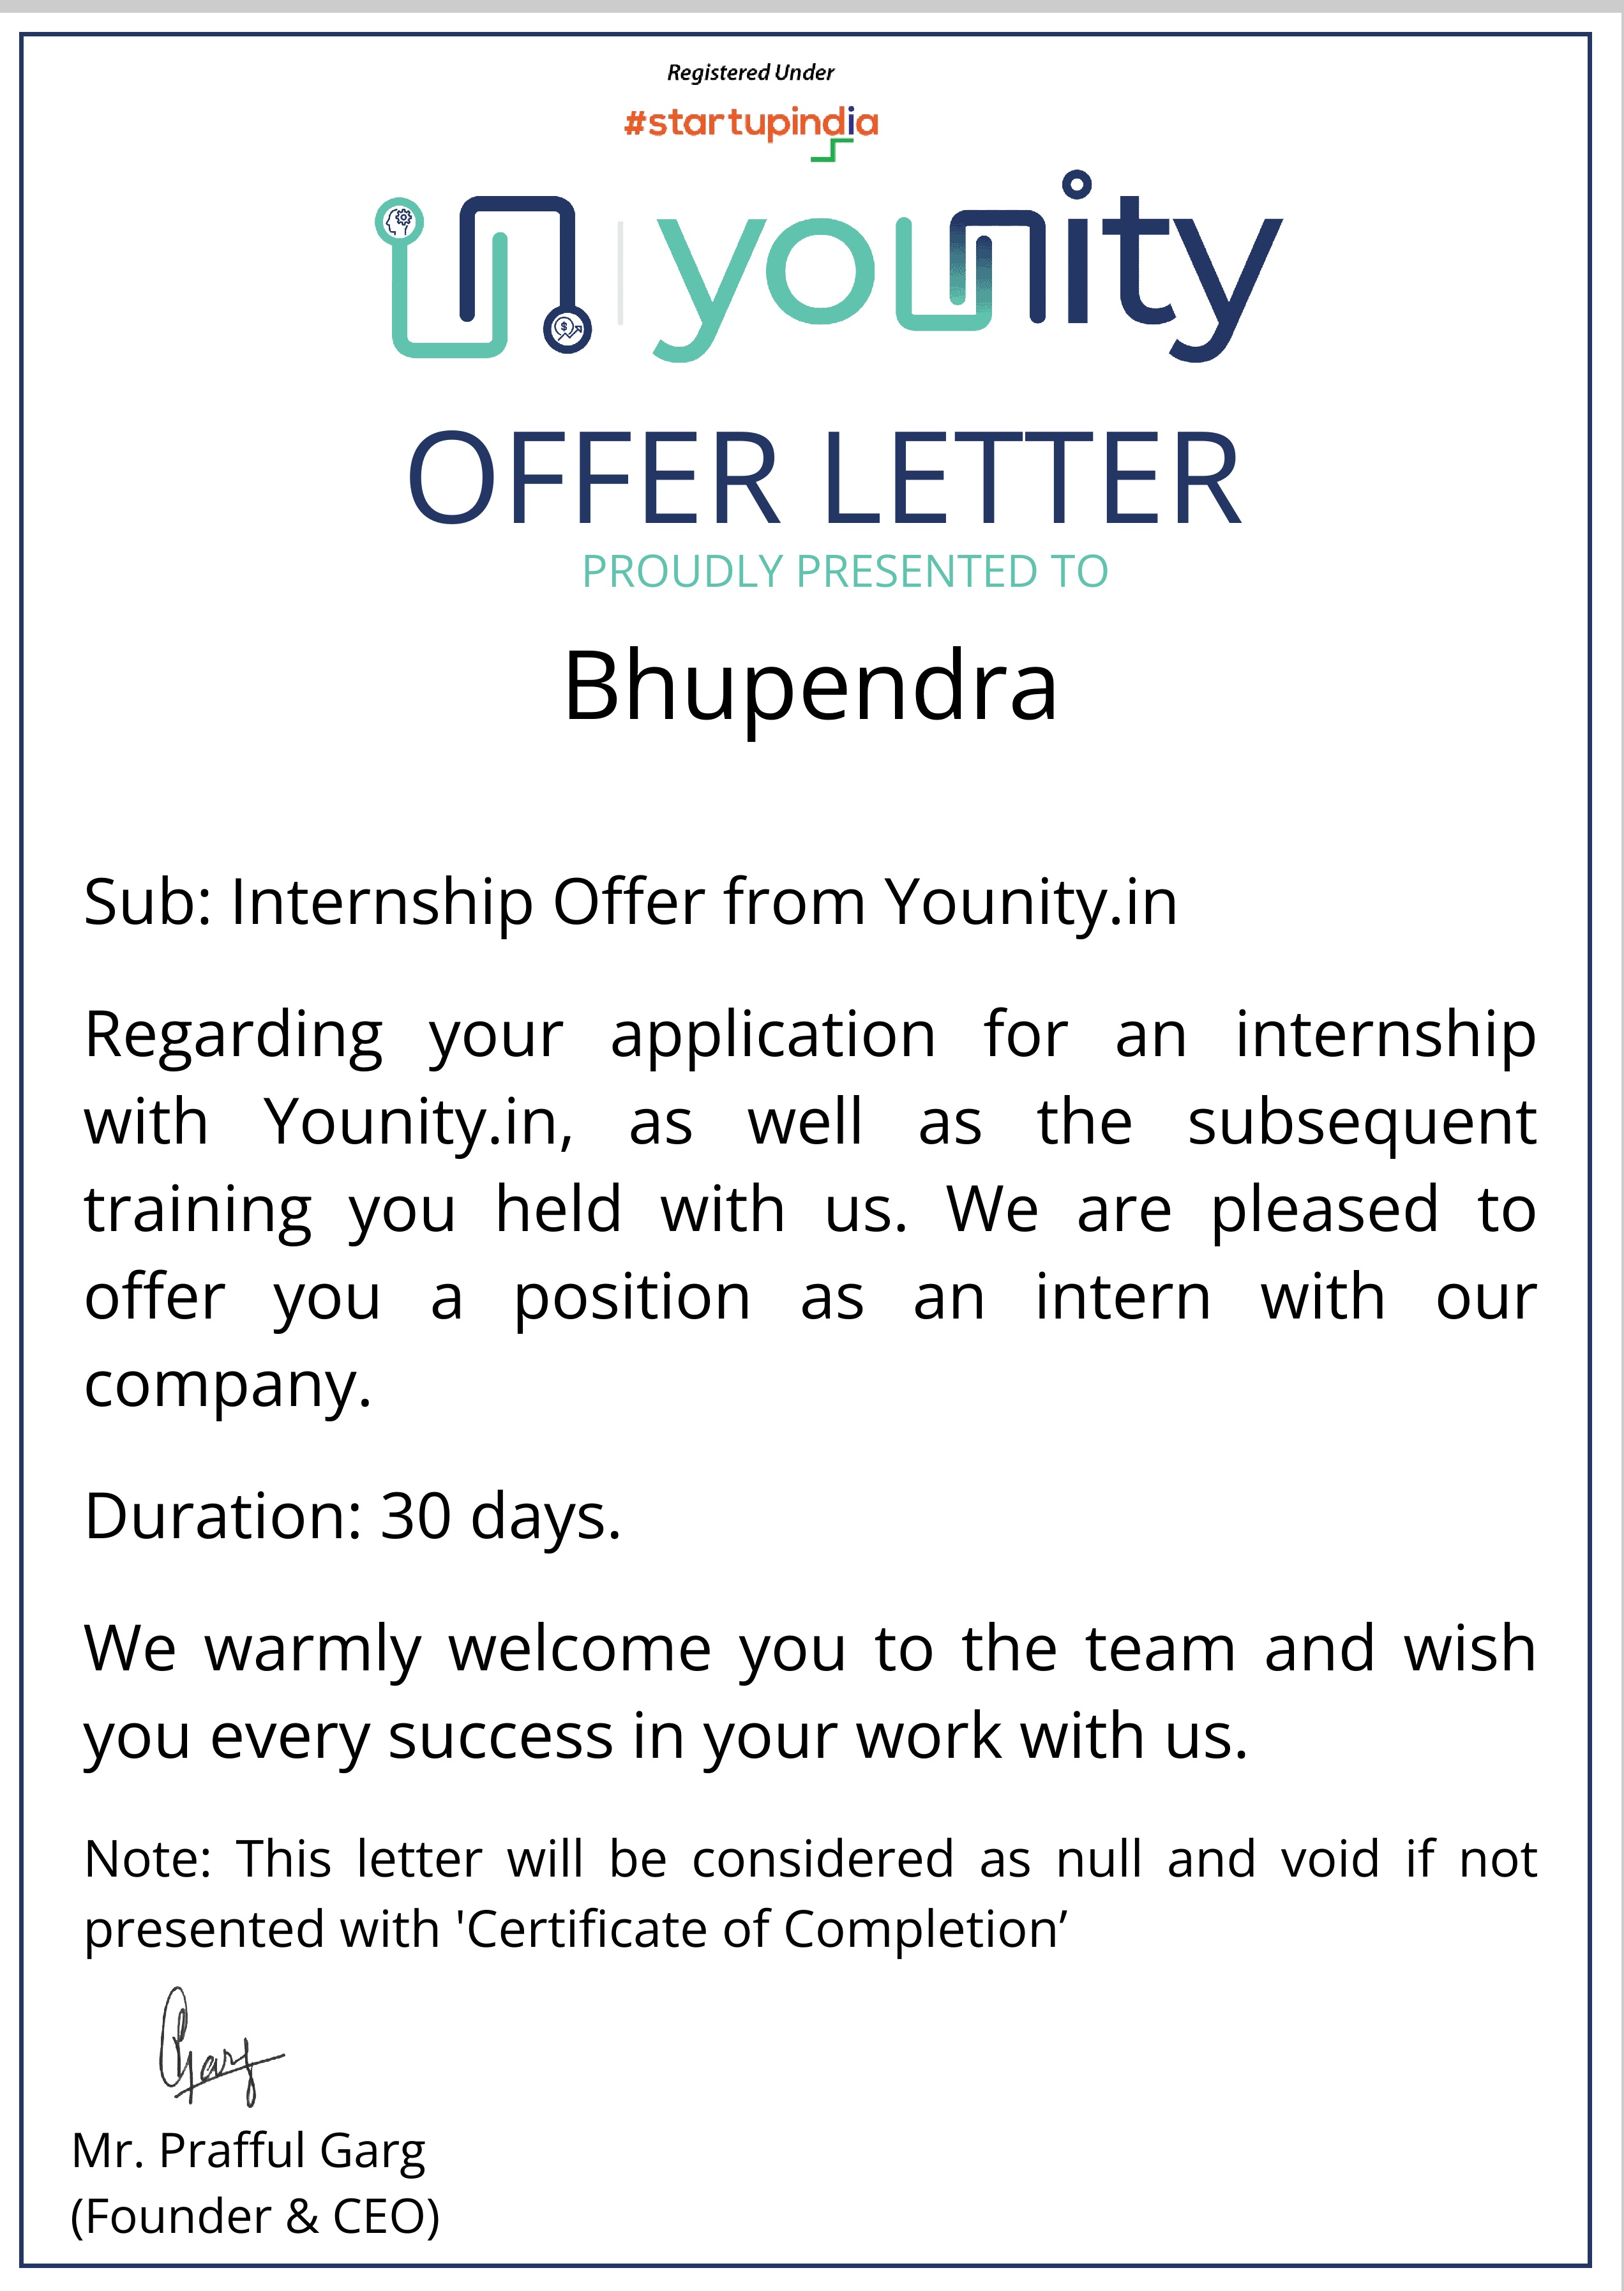 Registered Under
#startupindia
younity
OFFER LETTER
PROUDLY PRESENTED TO
Bhupendra
Sub: Internship Offer from Younity.in
Regarding your application for an internship
with Younity.in, as well as the subsequent
training you held with us. We are pleased to
offer you a position as an intern with our
company.
Duration: 30 days.
We warmly welcome you to the team and wish
you every success in your work with us.
Note: This letter will be considered as null and void if not
presented with 'Certificate of Completion’
PGarg
Mr. Prafful Garg
(Founder & CEO)